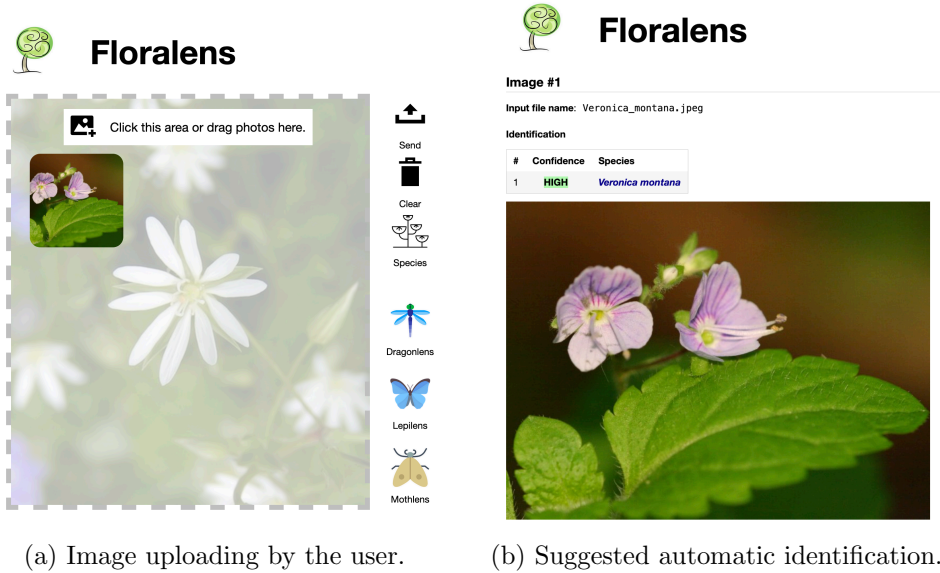 Floralens
Click this area or drag photos here.
Send
Clear
Species
Dragonlens
Lepilens
Mothlens
(a) Image uploading by the user.
Floralens
Image #1
Input file name: Veronica_montana.jpeg
Identification
# Confidence Species
1 HIGH Veronica montana
(b) Suggested automatic identification.